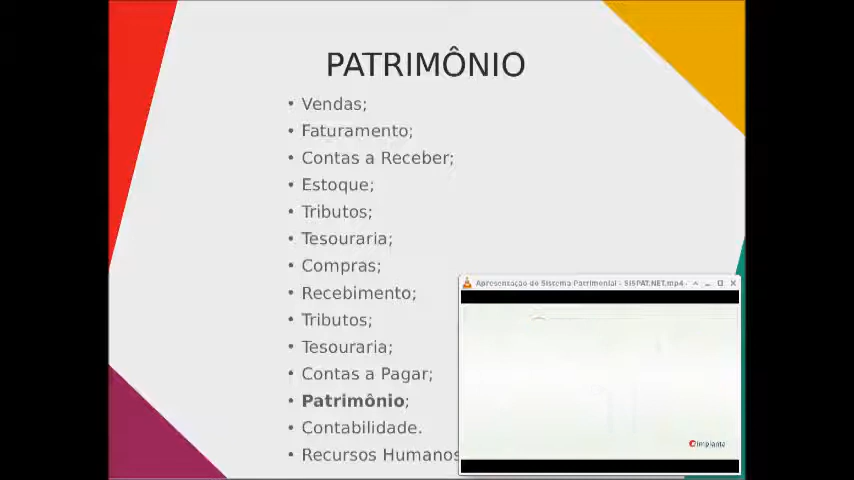 PATRIMÔNIO
• Vendas;
• Faturamento;
• Contas a Receber;
• Estoque;
• Tributos;
• Tesouraria;
• Compras;
• Recebimento;
• Tributos;
• Tesouraria;
• Contas a Pagar;
• Patrimônio;
• Contabilidade.
• Recursos Humanos
Apresentação do Sistema Patrimonial - SISPAT.NET.mp4 -
implanta